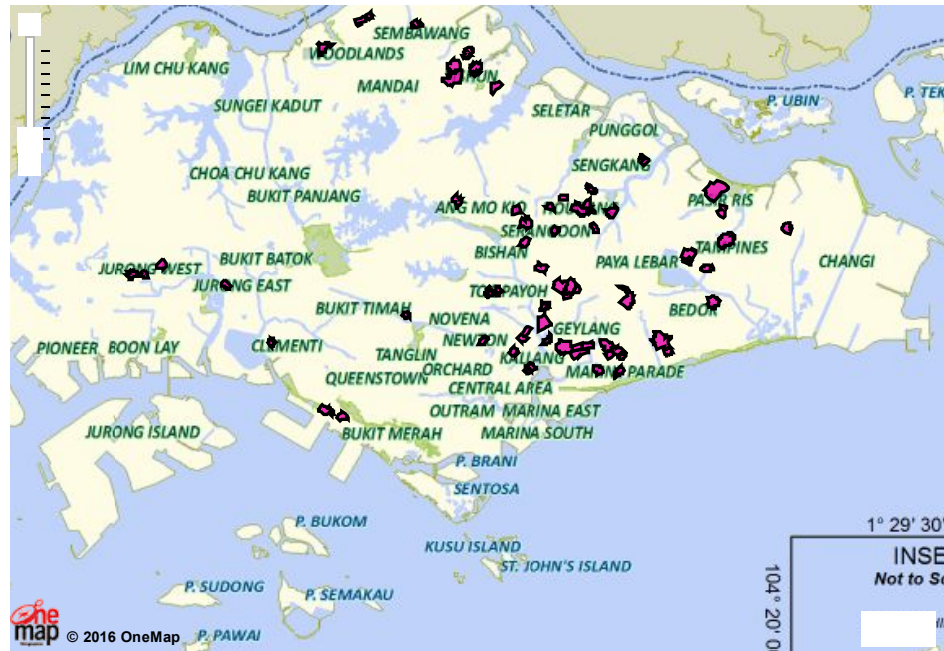 SEMBAWANG
WOODLANDS
LIM CHU KANG
MANDAI
SUNGEI KADUT
SELETAR
P. UBIN
P. TEK
PUNGGOL
SENGKANG
CHOA CHU KANG
BUKIT PANJANG
PASIR RIS
ANG MO KIO
SERANGOON
BISHAN
TAMPINES
PAYA LEBAR
CHANGI
BUKIT BATOK
JURONG WEST
JURONG EAST
TOA PAYOH
BUKIT TIMAH
NOVENA
BEDOK
GEYLANG
NEWTON
KALLANG
PIONEER
BOON LAY
CLEMENTI
TANGLIN
ORCHARD
MARINE PARADE
QUEENSTOWN
CENTRAL AREA
OUTRAM
MARINA EAST
JURONG ISLAND
BUKIT MERAH
MARINA SOUTH
P. BRANI
SENTOSA
P. BUKOM
KUSU ISLAND
ST. JOHN'S ISLAND
P. SUDONG
P. SEMAKAU
P. PAWAI
1° 29' 30'
INSE
Not to Sc
104° 20' 0
One
map © 2016 OneMap